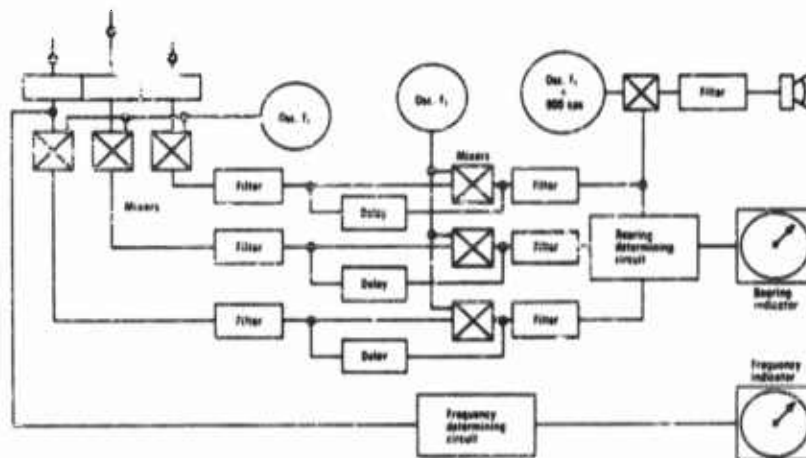 Osc. f₁
Osc. f₁
Osc. f₁
+
800 cps
Filter
Mixers
Mixers
Filter
Filter
Delay
Filter
Filter
Delay
Filter
Filter
Delay
Bearing
determining
circuit
Bearing
indicator
Frequency
determining
circuit
Frequency
indicator